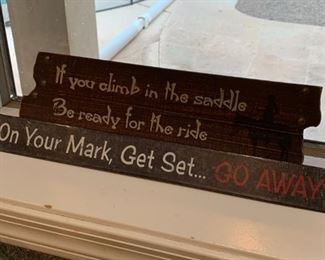 If you climb in the saddle
Be ready for the ride
On Your Mark, Get Set... GO AWAY